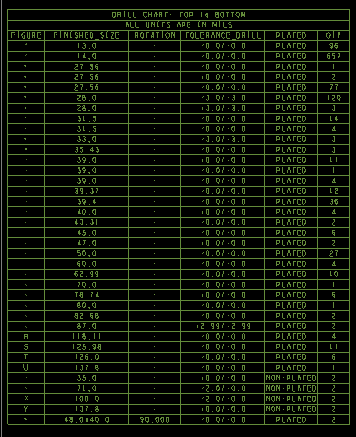 DRILL CHART: TOP to BOTTOM
ALL UNITS ARE IN MILS
FIGURE FINISHED_SIZE ROTATION TOLERANCE_DRILL PLATED QTY
13.0 +0.0/-0.0 PLATED 96
14.0 +0.0/-0.0 PLATED 657
27.56 +0.0/-0.0 PLATED 1
27.56 +0.0/-0.0 PLATED 2
27.56 +0.0/-0.0 PLATED 77
28.0 +3.0/-3.0 PLATED 120
28.0 +3.0/-3.0 PLATED 3
31.5 +0.0/-0.0 PLATED 14
31.5 +0.0/-0.0 PLATED 4
33.0 +3.0/-3.0 PLATED 3
35.43 +0.0/-0.0 PLATED 3
39.0 +0.0/-0.0 PLATED 11
39.0 +0.0/-0.0 PLATED 1
39.0 +0.0/-0.0 PLATED 4
39.37 +0.0/-0.0 PLATED 12
39.4 +0.0/-0.0 PLATED 36
40.0 +0.0/-0.0 PLATED 4
43.31 +0.0/-0.0 PLATED 2
45.0 +0.0/-0.0 PLATED 6
47.0 +0.0/-0.0 PLATED 2
50.0 +0.0/-0.0 PLATED 27
60.0 +0.0/-0.0 PLATED 4
62.99 +0.0/-0.0 PLATED 10
70.0 +0.0/-0.0 PLATED 1
78.74 +0.0/-0.0 PLATED 6
80.0 +0.0/-0.0 PLATED 1
82.68 +0.0/-0.0 PLATED 2
87.0 +2.99/-2.99 PLATED 2
R 118.11 +0.0/-0.0 PLATED 4
S 125.98 +0.0/-0.0 PLATED 11
T 126.0 +0.0/-0.0 PLATED 6
U 137.8 +0.0/-0.0 PLATED 1
35.0 +0.0/-0.0 NON-PLATED 2
71.0 +2.0/-0.0 NON-PLATED 2
X 100.0 +2.0/-0.0 NON-PLATED 2
Y 137.8 +0.0/-0.0 NON-PLATED 2
90.000 +0.0/-0.0 PLATED 2